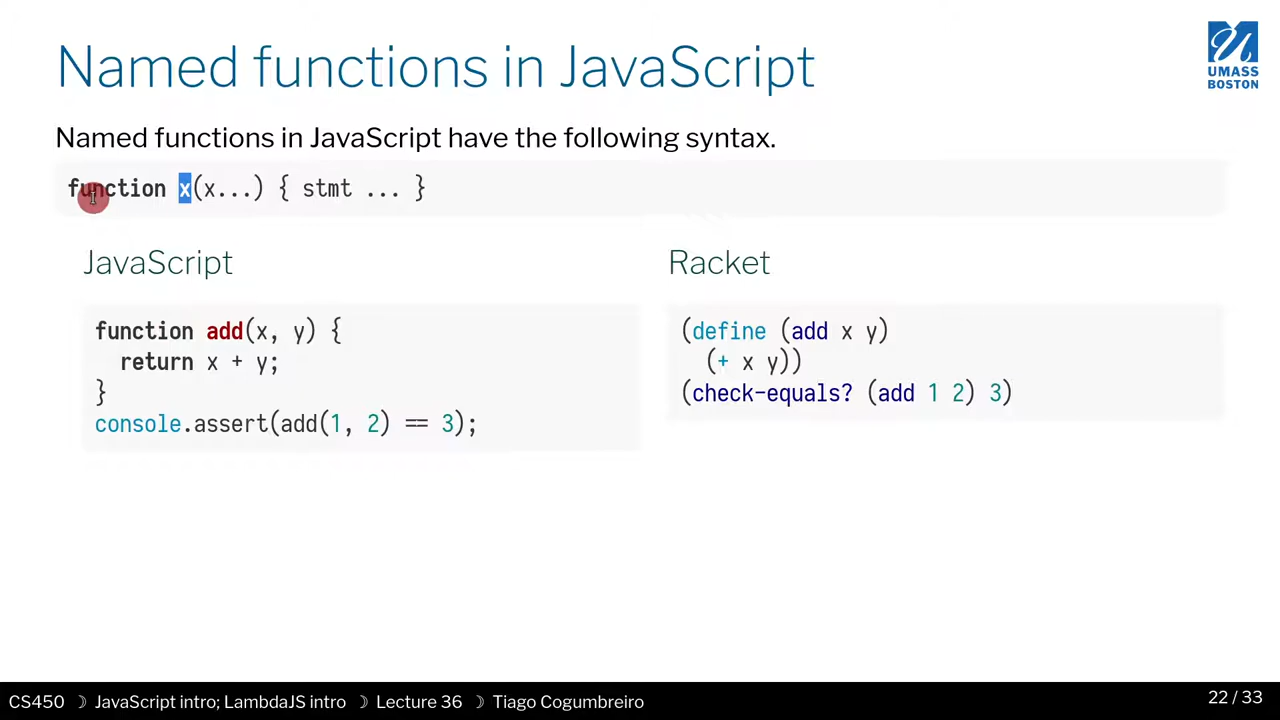 Named functions in JavaScript
UMASS
BOSTON
Named functions in JavaScript have the following syntax.
function x(x...) { stmt ... }
JavaScript
function add(x, y) {
return x + y;
}
console.assert(add(1, 2) == 3);
Racket
(define (add x y)
(+ x y))
(check-equals? (add 1 2) 3)
CS450 ☽ JavaScript intro; LambdaJS intro ☽ Lecture 36 ☽ Tiago Cogumbreiro
22 / 33